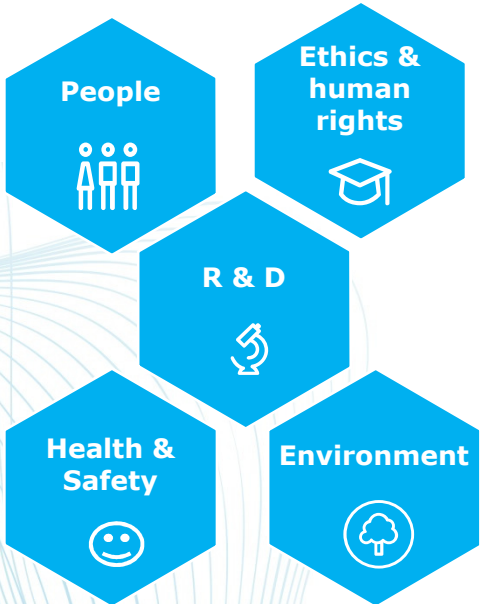 People
Ethics &
human
rights
R & D
Health &
Safety
Environment